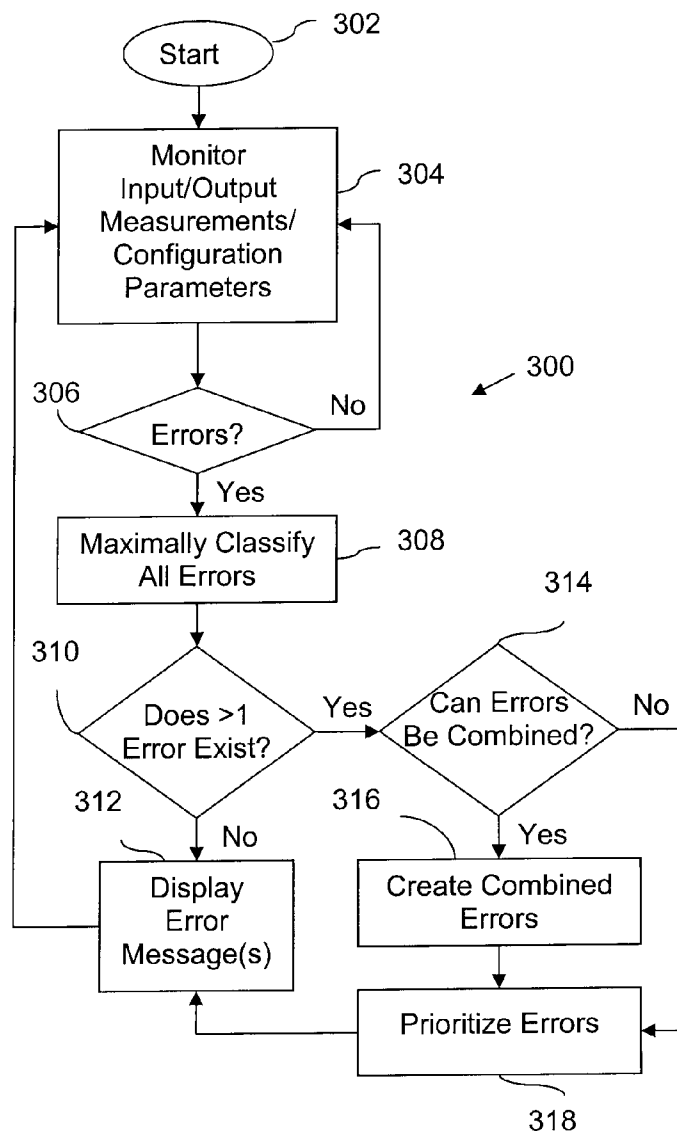 302
Start
Monitor
Input/Output
Measurements/
Configuration
Parameters
304
300
306
Errors?
No
Yes
Maximally Classify
All Errors
308
314
310
Does >1
Error Exist?
Yes
Can Errors
Be Combined?
No
312
No
316
Yes
Display
Error
Message(s)
Create Combined
Errors
Prioritize Errors
318